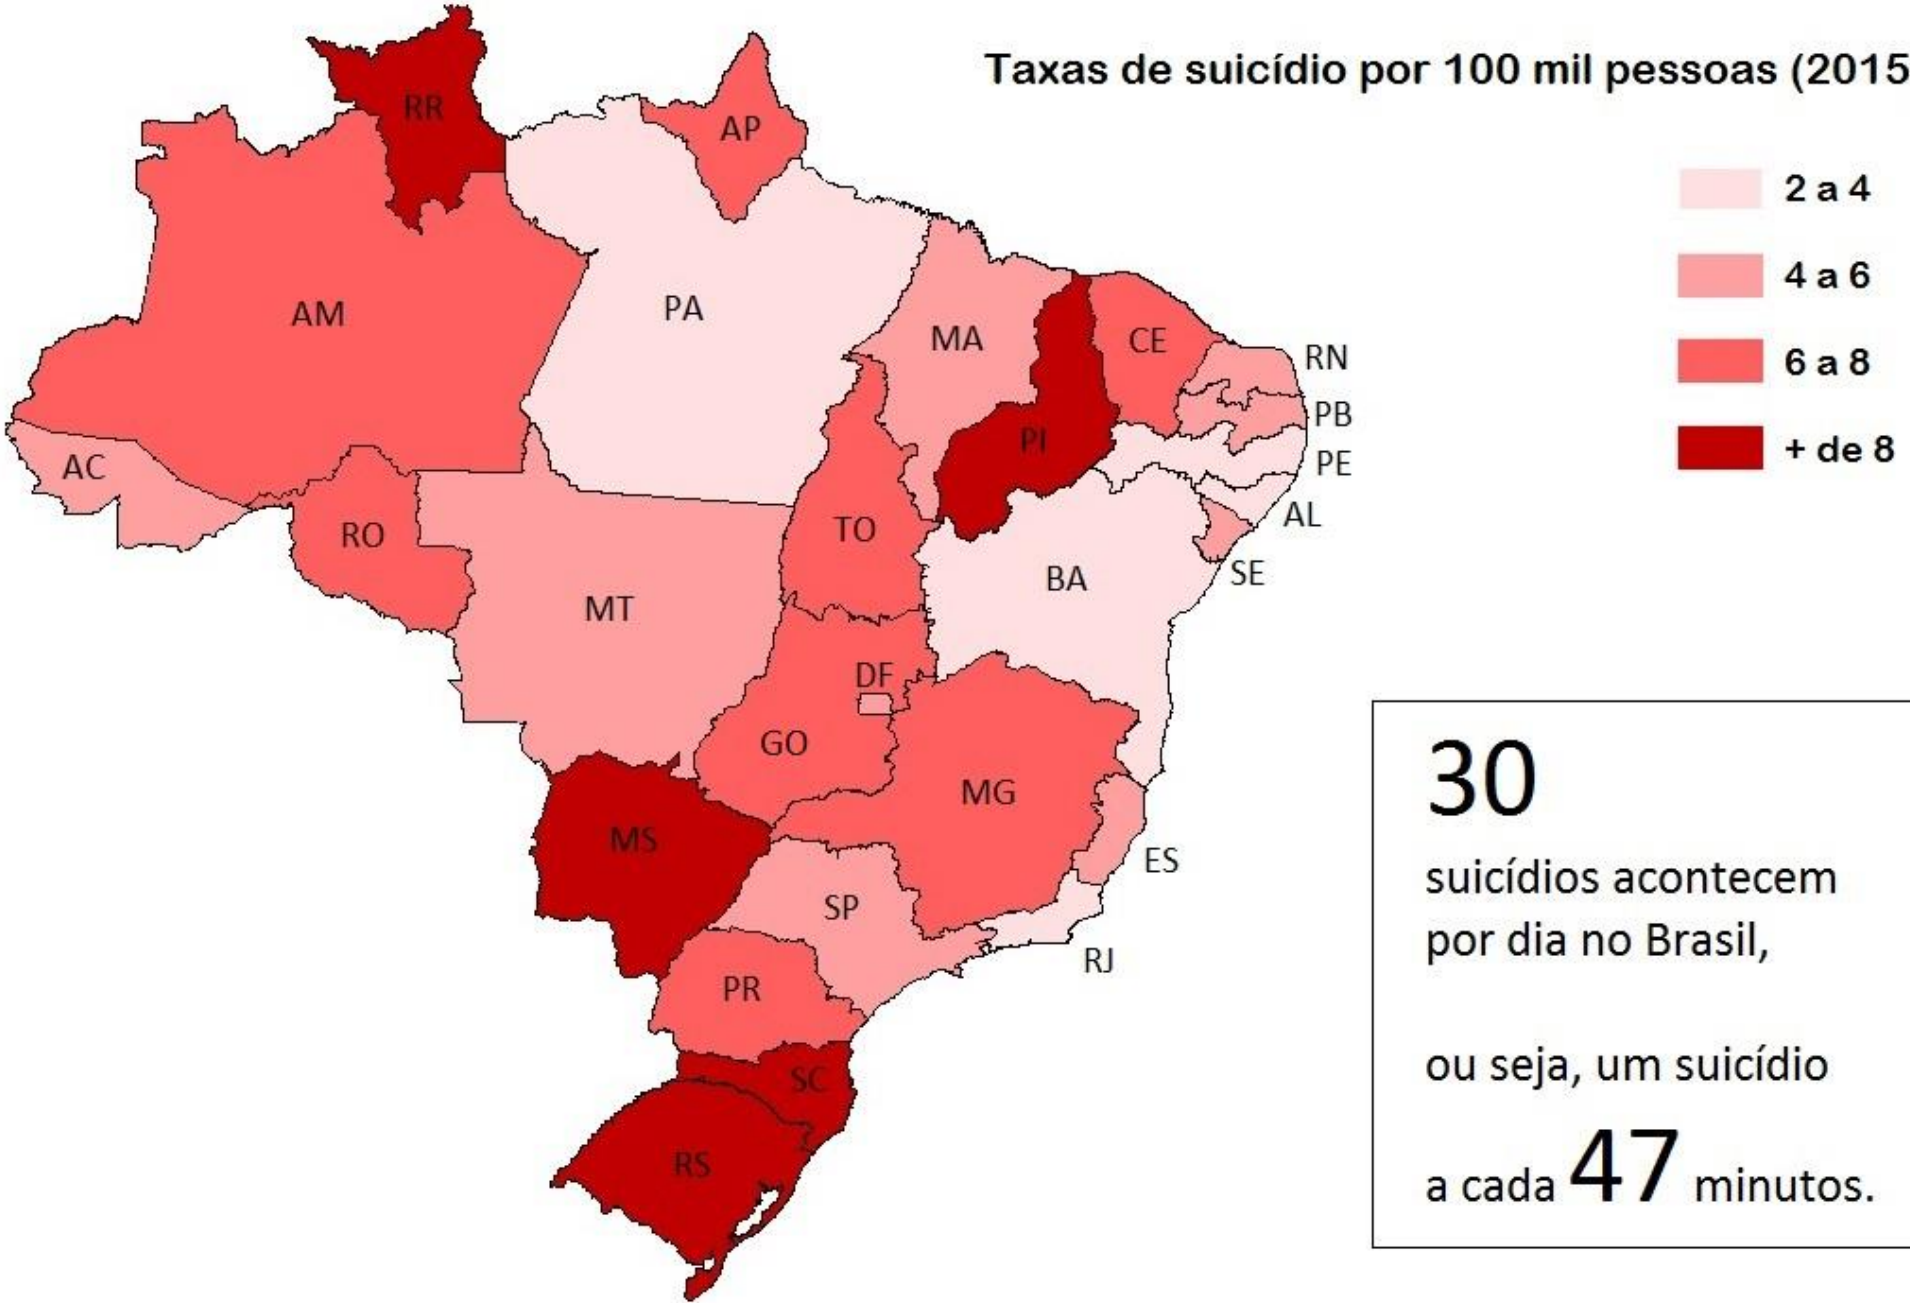 Taxas de suicídio por 100 mil pessoas (2015
2 a 4
4 a 6
6 a 8
+ de 8
RR
AP
AM
PA
MA
CE
RN
PB
PI
PE
AC
AL
RO
TO
SE
BA
MT
DF
GO
MG
MS
ES
SP
RJ
PR
SC
RS
30
suicídios acontecem
por dia no Brasil,
ou seja, um suicídio
a cada 47 minutos.